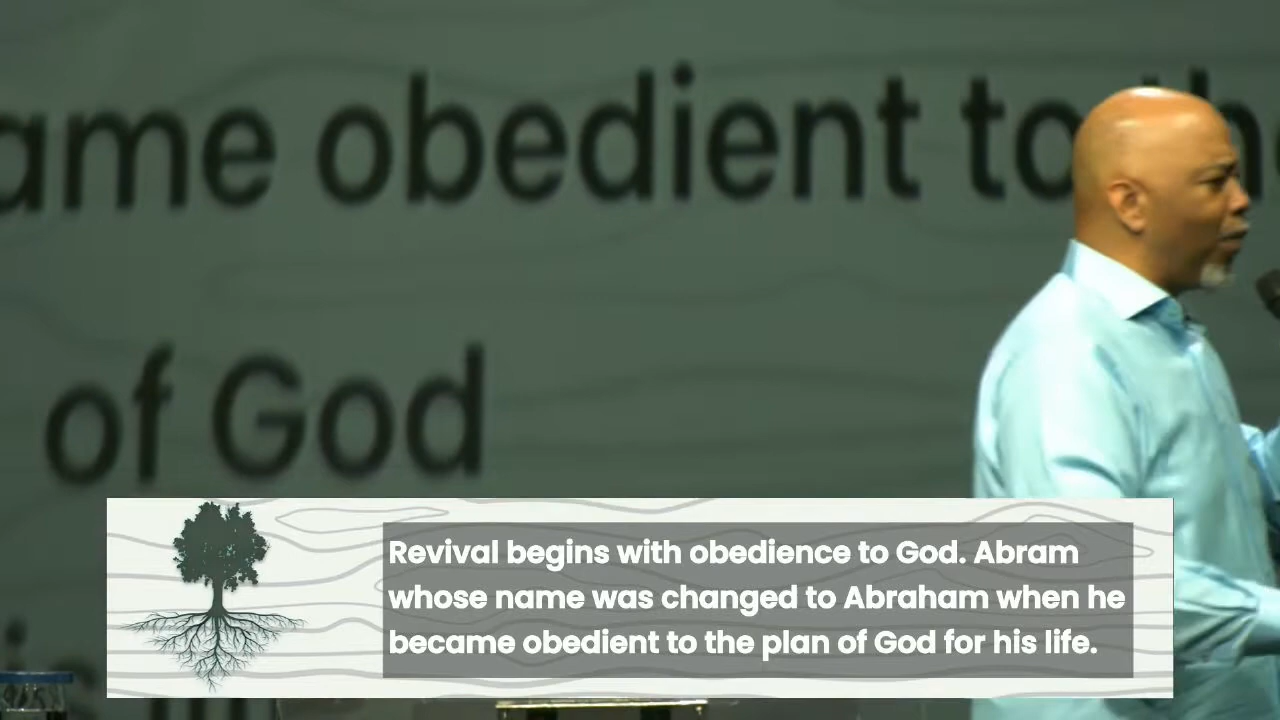 ame obedient to the
of God
Revival begins with obedience to God. Abram
whose name was changed to Abraham when he
became obedient to the plan of God for his life.